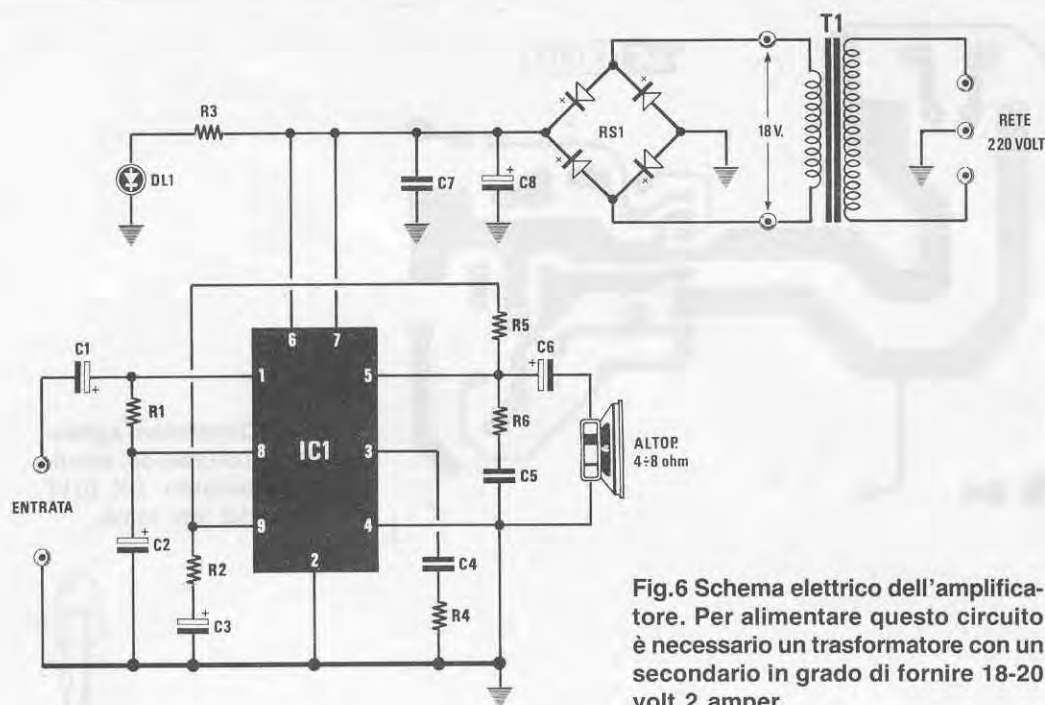 T1
R3
RS1
18 V.
RETE
220 VOLT
DL1
C7
C8
R5
C1
6
7
C6
1
5
R1
R6
ALTOP.
4÷8 ohm
IC1
8
3
C5
ENTRATA
9
4
C2
R2
2
C4
C3
R4
Fig.6 Schema elettrico dell'amplifica-
tore. Per alimentare questo circuito
è necessario un trasformatore con un
secondario in grado di fornire 18-20
volt 2 amper.